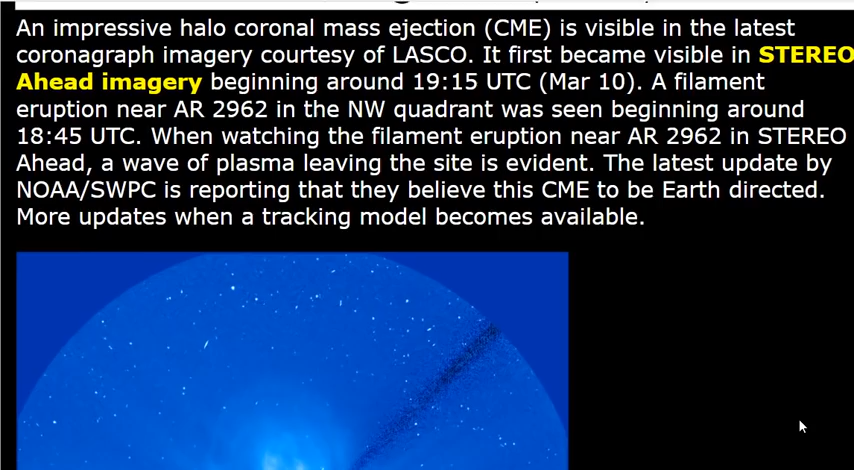 An impressive halo coronal mass ejection (CME) is visible in the latest
coronagraph imagery courtesy of LASCO. It first became visible in STEREO
Ahead imagery beginning around 19:15 UTC (Mar 10). A filament
eruption near AR 2962 in the NW quadrant was seen beginning around
18:45 UTC. When watching the filament eruption near AR 2962 in STEREO
Ahead, a wave of plasma leaving the site is evident. The latest update by
NOAA/SWPC is reporting that they believe this CME to be Earth directed.
More updates when a tracking model becomes available.